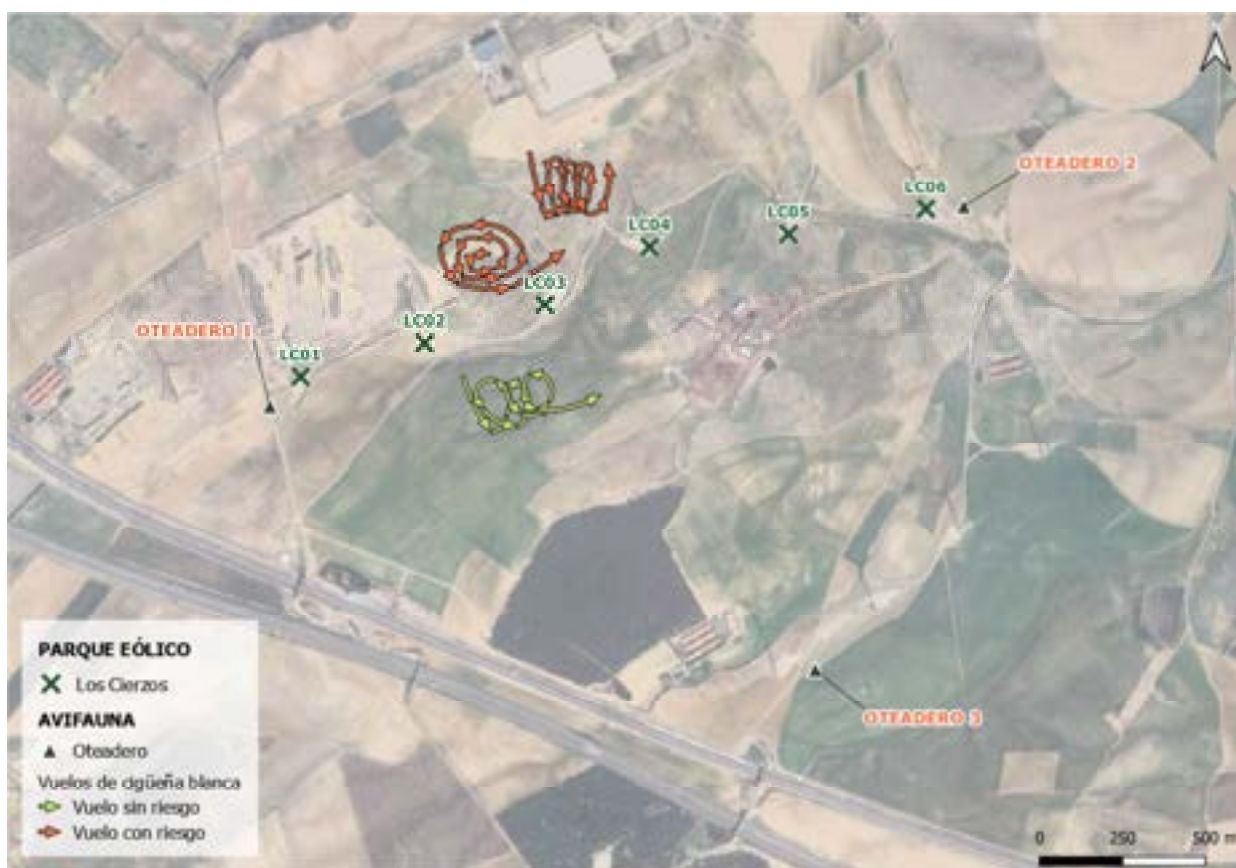 OTEADERO 2
LC06
LC05
LC04
LC03
LC02
OTEADERO 1
LC01
OTEADERO 3
PARQUE EÓLICO
Los Cierzos
AVIFAUNA
Oteadero
Vuelos de cigüeña blanca
Vuelo sin riesgo
Vuelo con riesgo
0 250 500 m